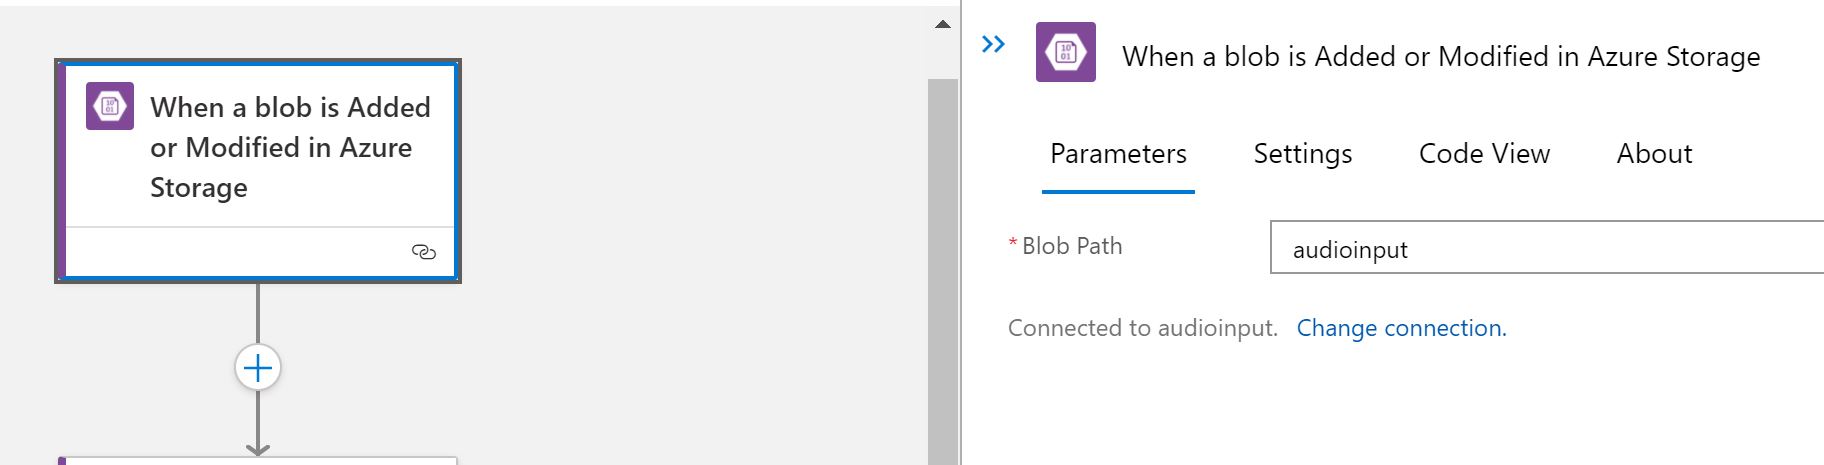 When a blob is Added
or Modified in Azure
Storage
When a blob is Added or Modified in Azure Storage
Parameters Settings Code View About
* Blob Path audioinput
Connected to audioinput. Change connection.